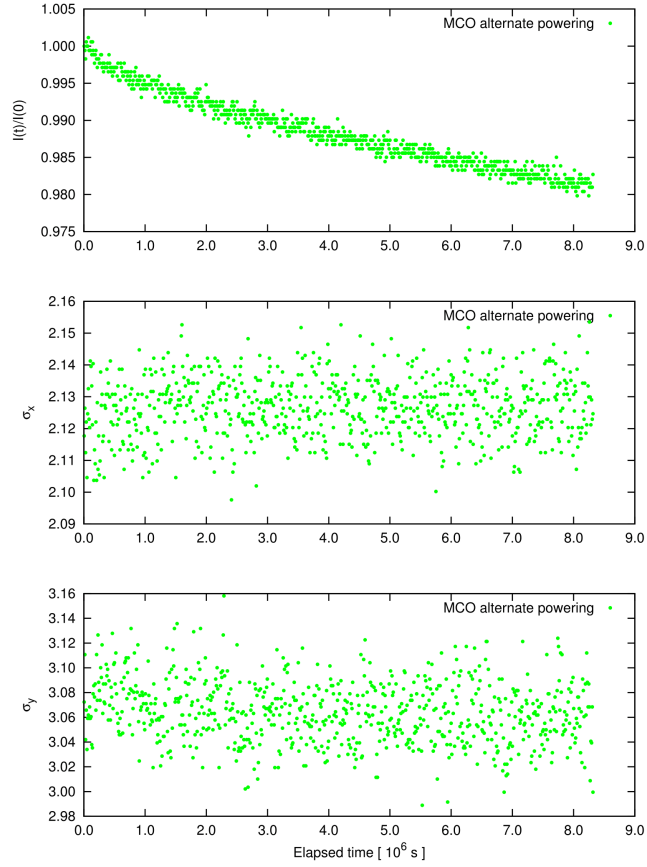 1.005
MCO alternate powering
1.000
0.995
0.990
0.985
0.980
0.975
I(t)/I(0)
0.0 1.0 2.0 3.0 4.0 5.0 6.0 7.0 8.0 9.0
2.16
MCO alternate powering
2.15
2.14
2.13
2.12
2.11
2.10
2.09
σx
0.0 1.0 2.0 3.0 4.0 5.0 6.0 7.0 8.0 9.0
3.16
MCO alternate powering
3.14
3.12
3.10
3.08
3.06
3.04
3.02
3.00
2.98
σy
0.0 1.0 2.0 3.0 4.0 5.0 6.0 7.0 8.0 9.0
Elapsed time [ 10⁶ s ]